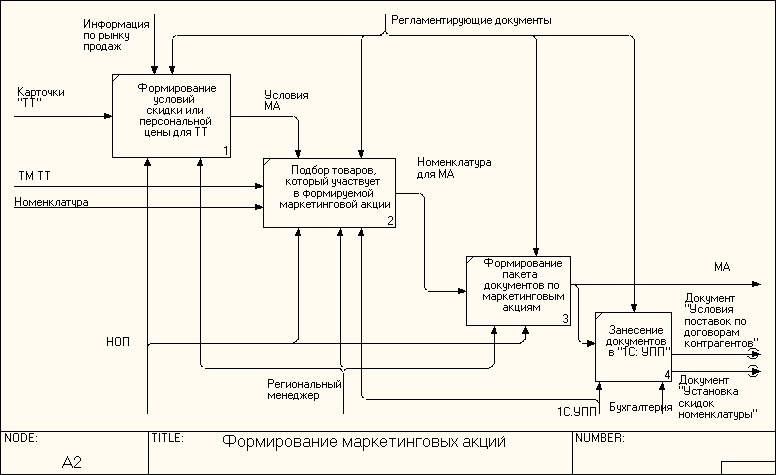 Информация
по рынку
продаж
Регламентирующие документы
Карточки
"ТТ"
Формирование
условий
скидки или
персональной
цены для ТТ
1
Условия
МА
ТМ ТТ
Номенклатура
Подбор товаров,
который участвует
в формируемой
маркетинговой акции
2
Номенклатура
для МА
Формирование
пакета
документов по
маркетинговым
акциям
3
МА
Документ
"Условия
поставок по
договорам
контрагентов"
Занесение
документов
в "1С: УПП"
4
НОП
Региональный
менеджер
1С.УПП
Бухгалтерия
Документ
"Установка
скидок
номенклатуры"
NODE:
A2
TITLE:
Формирование маркетинговых акций
NUMBER: